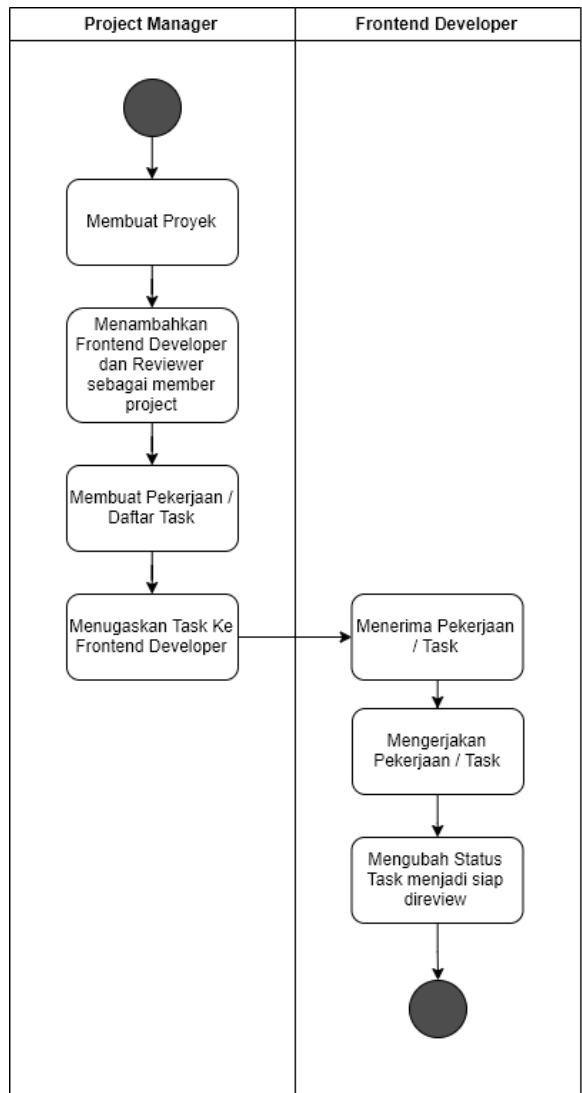 Project Manager
Frontend Developer
Membuat Proyek
Menambahkan
Frontend Developer
dan Reviewer
sebagai member
project
Membuat Pekerjaan /
Daftar Task
Menugaskan Task Ke
Frontend Developer
Menerima Pekerjaan
/ Task
Mengerjakan
Pekerjaan / Task
Mengubah Status
Task menjadi siap
direview